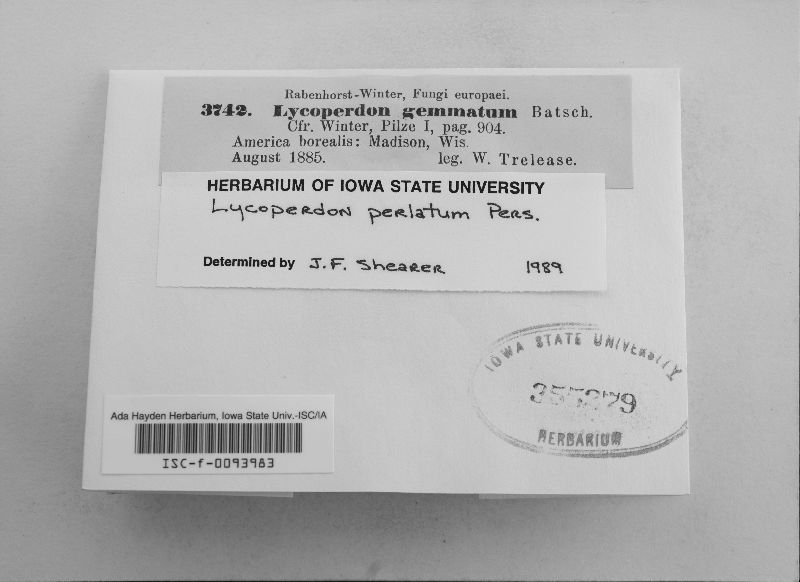 Rabenhorst-Winter, Fungi europaei.
3742. Lycoperdon gemmatum Batsch.
Cfr. Winter, Pilze I, pag. 904.
America borealis: Madison, Wis.
August 1885. leg. W. Trelease.
HERBARIUM OF IOWA STATE UNIVERSITY
Lycoperdon perlatum Pers.
Determined by J.F. Shearer 1989
IOWA STATE UNIVERSITY
HERBARIUM
Ada Hayden Herbarium, Iowa State Univ.-ISC/IA
ISC-f-0093983